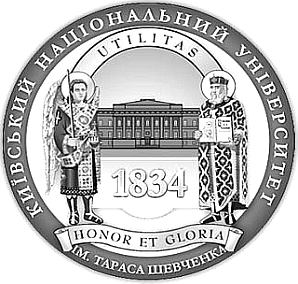 КИЇВСЬКИЙ НАЦІОНАЛЬНИЙ УНІВЕРСИТЕТ
UTILITAS
1834
HONOR ET GLORIA
ІМ. ТАРАСА ШЕВЧЕНКА